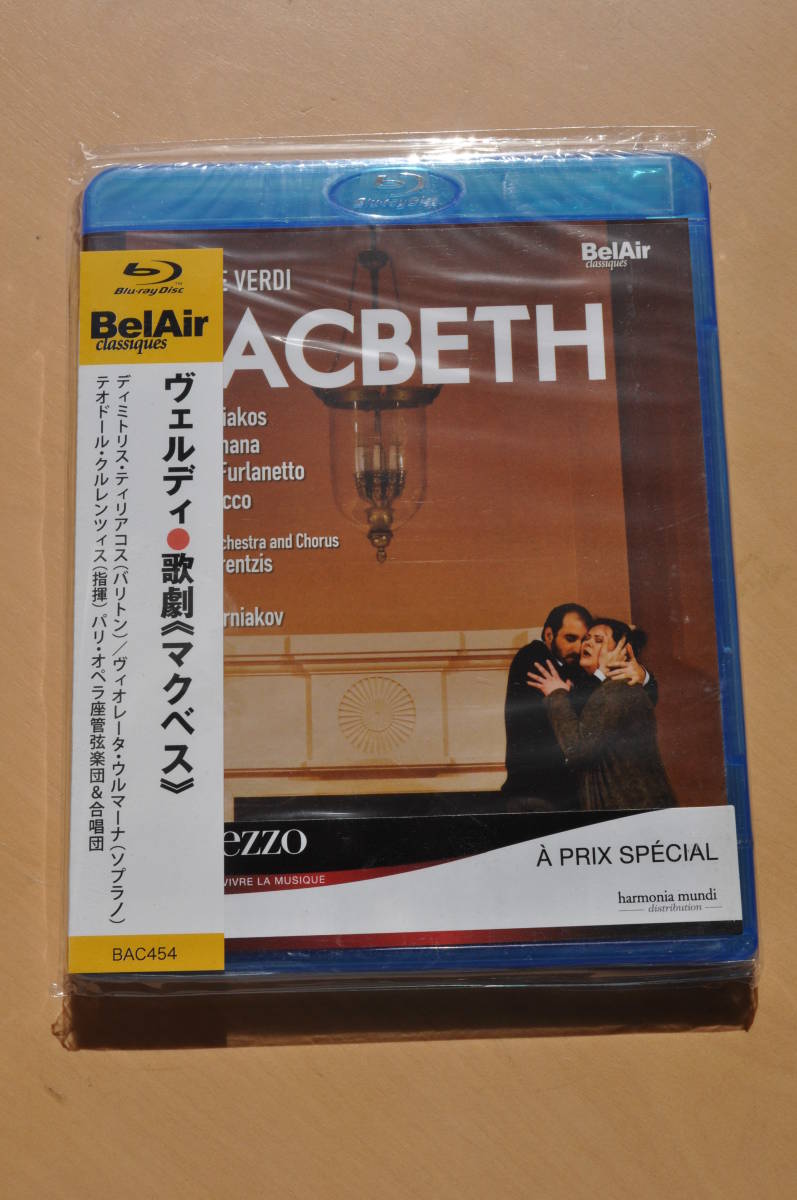 Blu-ray Disc
BelAir
classiques
E VERDI
ACBETH
iakos
nana
Furlanetto
cco
chestra and Chorus
rentzis
rniakov
Blu-ray Disc™
BelAir
classiques
ヴェルディ●歌劇《マクベス》
ディミトリス・ティリアコス（バリトン）／ヴィオレータ・ウルマーナ（ソプラノ）
テオドール・クルレンツィス（指揮）パリ・オペラ座管弦楽団&合唱団
BAC454
ezzo
VIVRE LA MUSIQUE
À PRIX SPÉCIAL
harmonia mundi
distribution